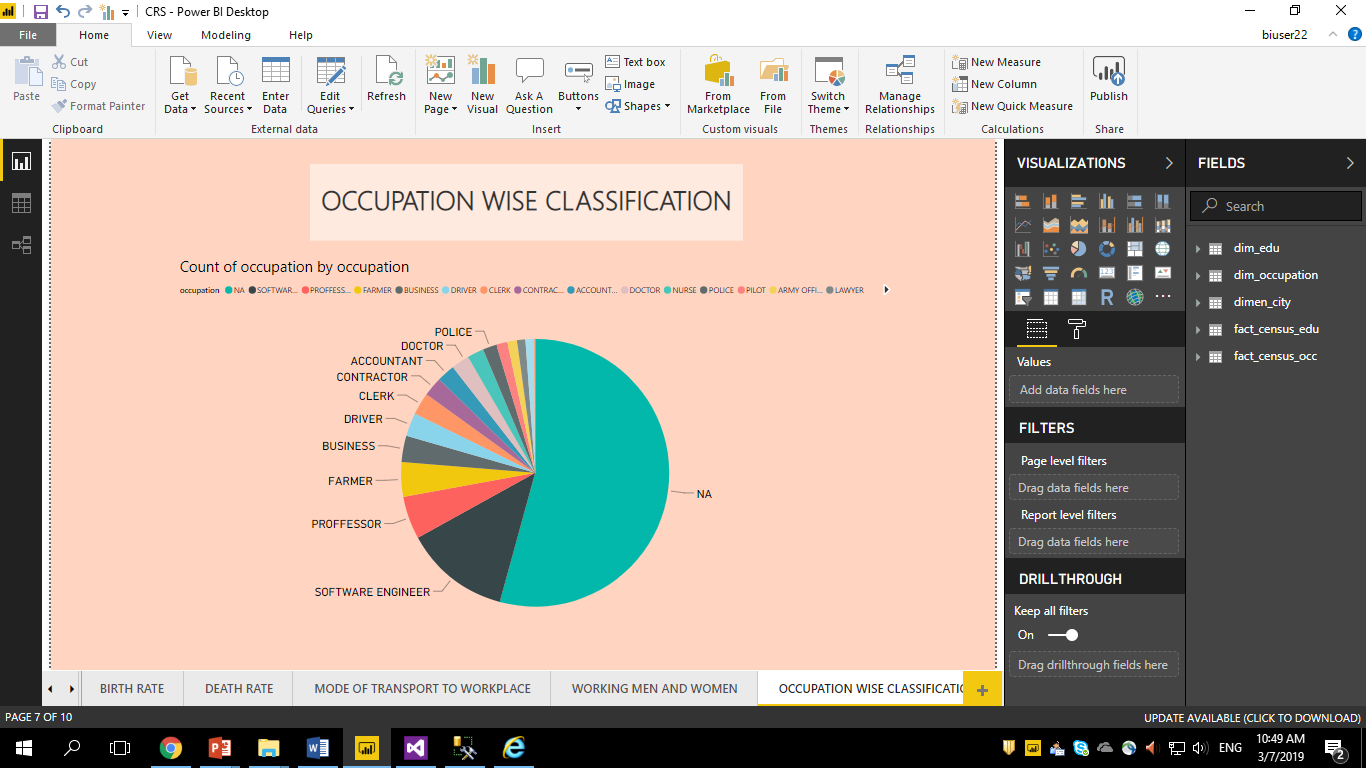 CRS - Power BI Desktop
File Home View Modeling Help biuser22
Paste Cut Copy Format Painter
Get Data Recent Sources Enter Data Edit Queries Refresh
New Page New Visual Ask A Question Buttons Text box Image Shapes
From Marketplace From File Switch Theme Manage Relationships
New Measure New Column New Quick Measure Publish
Clipboard External data Insert Custom visuals Themes Relationships Calculations Share
OCCUPATION WISE CLASSIFICATION
Count of occupation by occupation
occupation NA SOFTWAR... PROFFESS... FARMER BUSINESS DRIVER CLERK CONTRAC... ACCOUNT... DOCTOR NURSE POLICE PILOT ARMY OFFI... LAWYER
POLICE
DOCTOR
ACCOUNTANT
CONTRACTOR
CLERK
DRIVER
BUSINESS
FARMER
PROFFESSOR
SOFTWARE ENGINEER
NA
VISUALIZATIONS
R
Values
Add data fields here
FILTERS
Page level filters
Drag data fields here
Report level filters
Drag data fields here
DRILLTHROUGH
Keep all filters
On
Drag drillthrough fields here
FIELDS
Search
dim_edu
dim_occupation
dimen_city
fact_census_edu
fact_census_occ
BIRTH RATE DEATH RATE MODE OF TRANSPORT TO WORKPLACE WORKING MEN AND WOMEN OCCUPATION WISE CLASSIFICATIO
PAGE 7 OF 10 UPDATE AVAILABLE (CLICK TO DOWNLOAD)
ENG 10:49 AM
3/7/2019
2